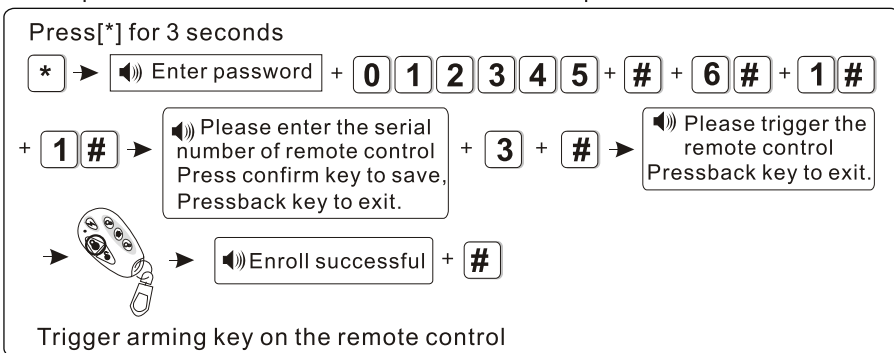 Press[*] for 3 seconds
* Enter password + 0 1 2 3 4 5 + # + 6 # + 1 #
+ 1 # Please enter the serial number of remote control Press confirm key to save, Pressback key to exit. + 3 + # Please trigger the remote control Pressback key to exit.
Enroll successful + #
Trigger arming key on the remote control